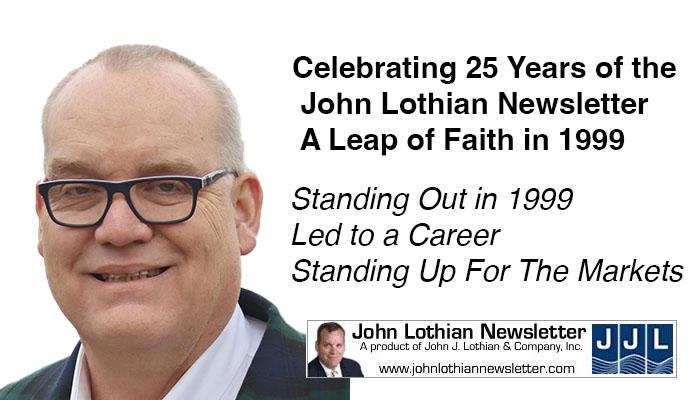 Celebrating 25 Years of the
John Lothian Newsletter
A Leap of Faith in 1999
Standing Out in 1999
Led to a Career
Standing Up For The Markets
John Lothian Newsletter
A product of John J. Lothian & Company, Inc.
www.johnlothiannewsletter.com
JJL